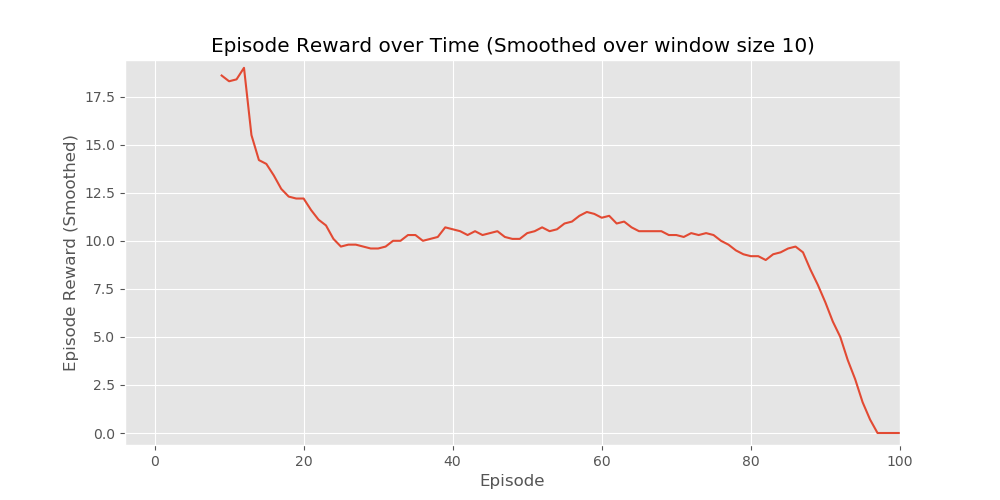 Episode Reward over Time (Smoothed over window size 10)
Episode Reward (Smoothed)
17.5
15.0
12.5
10.0
7.5
5.0
2.5
0.0
0 20 40 60 80 100
Episode